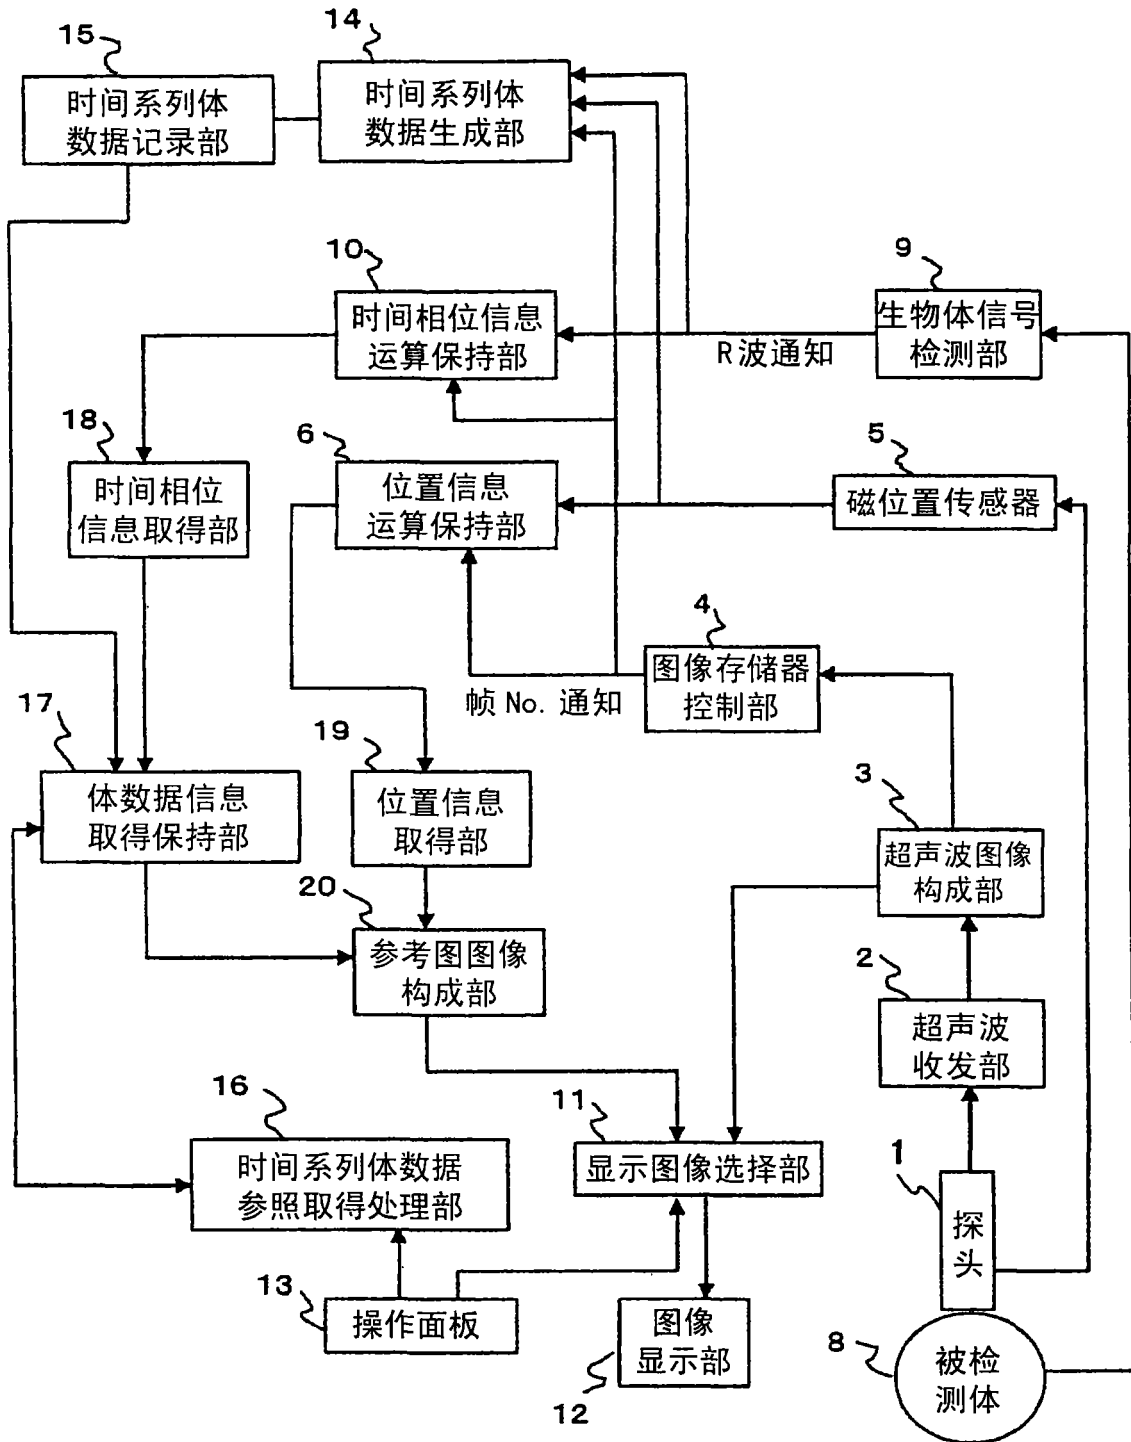 15
时间系列体
数据记录部
14
时间系列体
数据生成部
10
时间相位信息
运算保持部
9
生物体信号
检测部
R波通知
18
时间相位
信息取得部
6
位置信息
运算保持部
5
磁位置传感器
4
图像存储器
控制部
帧No.通知
17
体数据信息
取得保持部
19
位置信息
取得部
3
超声波图像
构成部
20
参考图图像
构成部
2
超声波
收发部
16
时间系列体数据
参照取得处理部
11
显示图像选择部
1
探
头
13
操作面板
图像
显示部
12
8
被检
测体